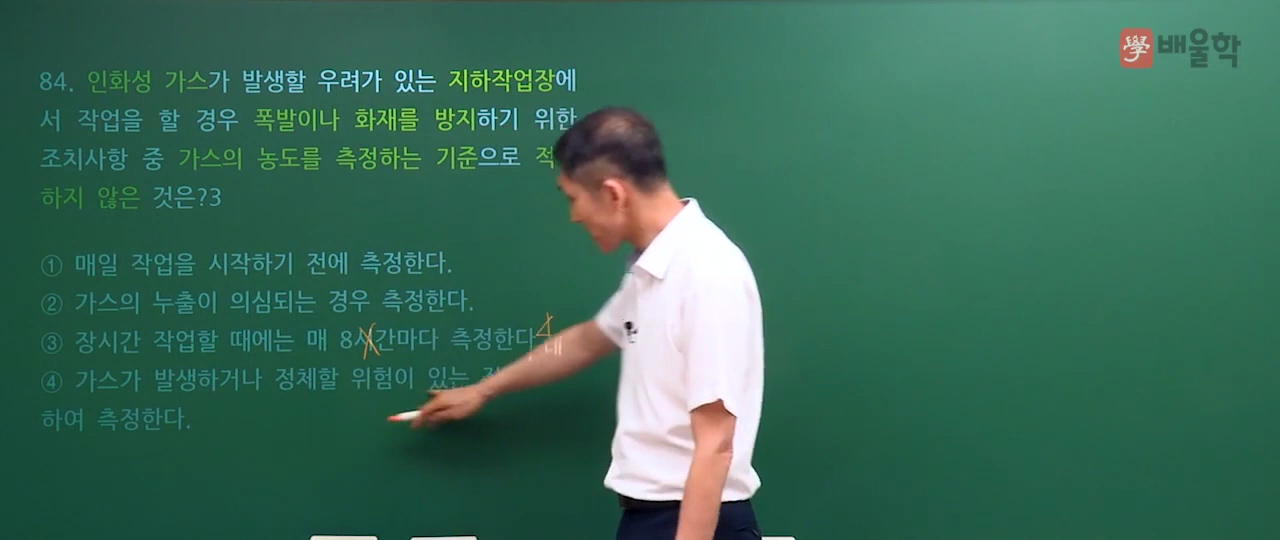 學 배울학
84. 인화성 가스가 발생할 우려가 있는 지하작업장에
서 작업을 할 경우 폭발이나 화재를 방지하기 위한
조치사항 중 가스의 농도를 측정하는 기준으로 적
하지 않은 것은?3
① 매일 작업을 시작하기 전에 측정한다.
② 가스의 누출이 의심되는 경우 측정한다.
③ 장시간 작업할 때에는 매 8시간마다 측정한다. 4
④ 가스가 발생하거나 정체할 위험이 있는
하여 측정한다.